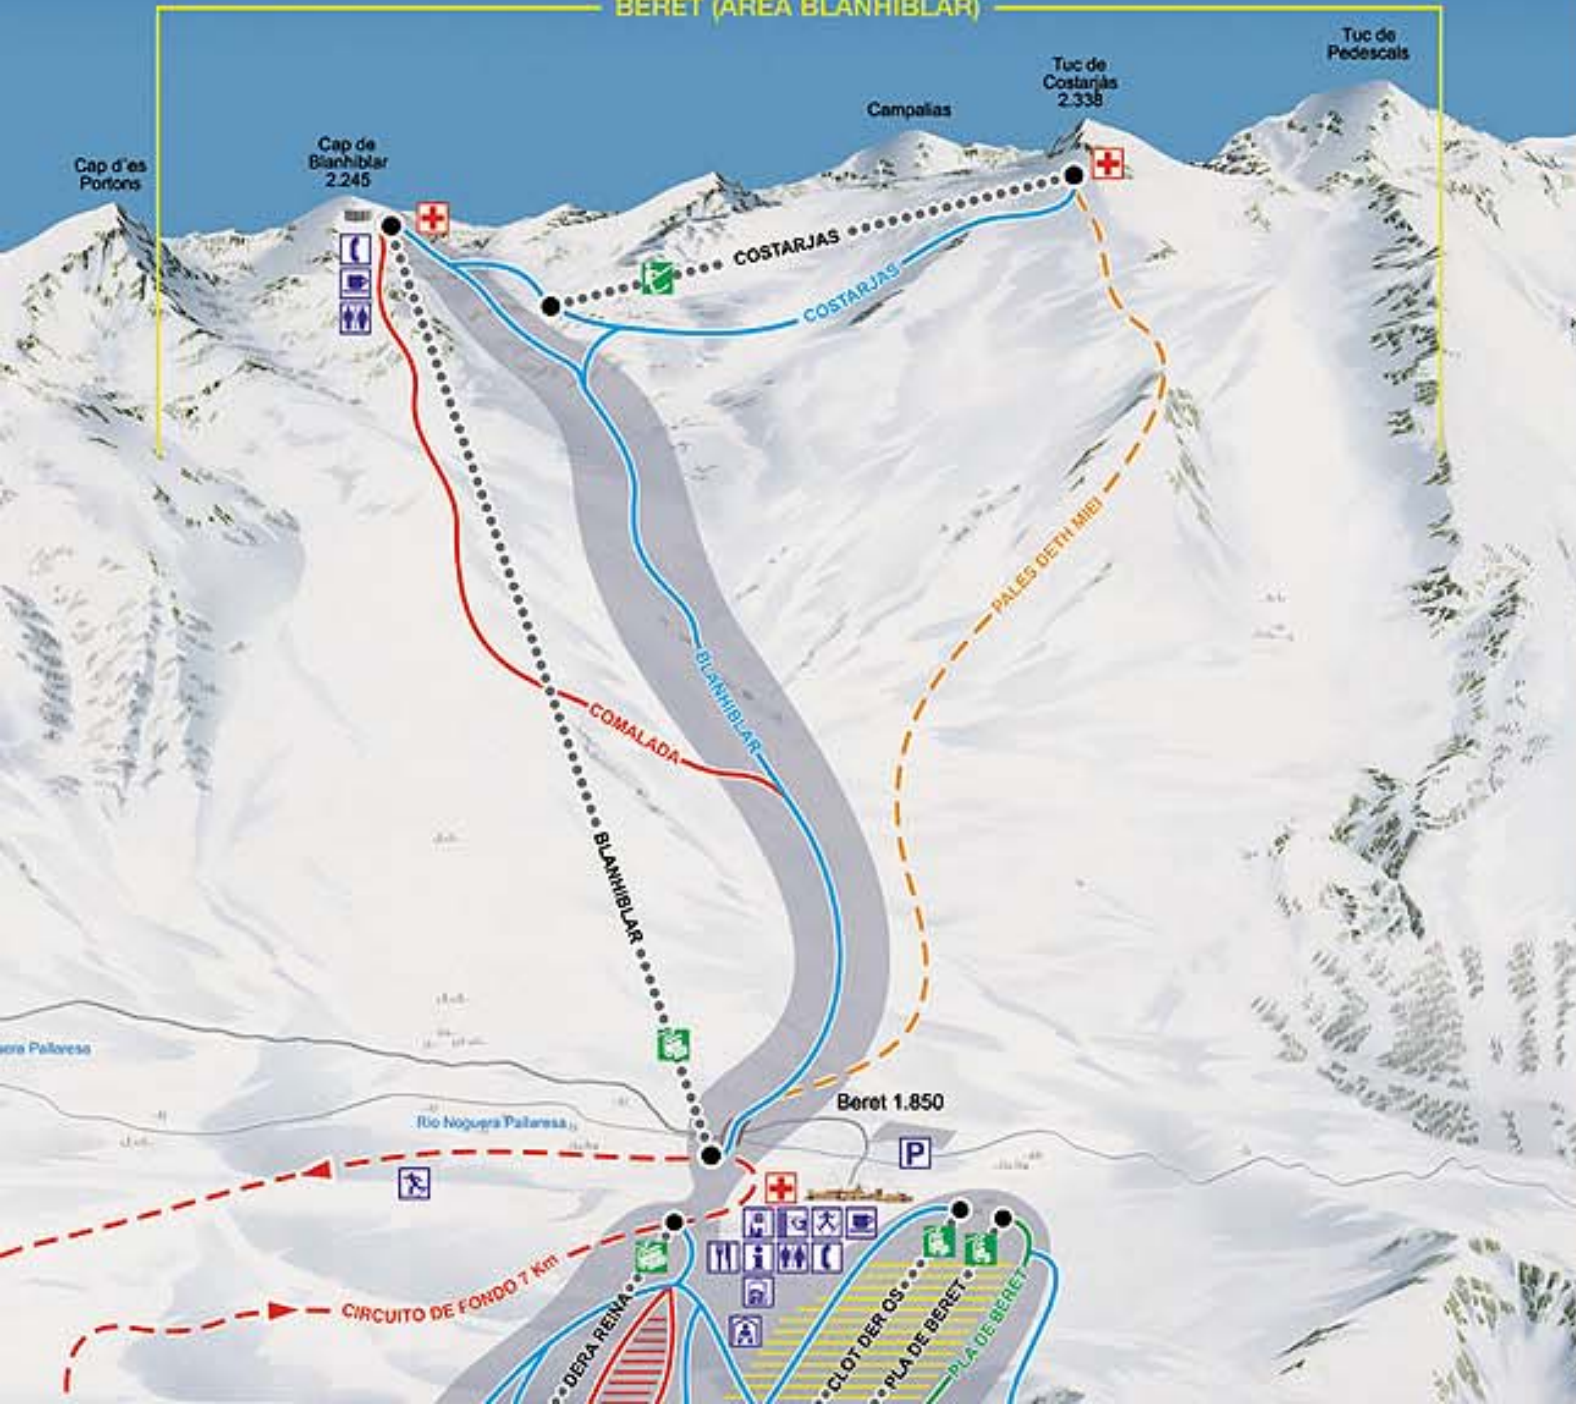 BERET (AREA BLANHIBLAR)
Tuc de
Pedescals
Tuc de
Costarjàs
2.338
Campalias
Cap de
Blanhiblar
2.245
Cap d'es
Portons
COSTARJAS
COSTARJAS
PALES DETH MIEI
BLANHIBLAR
COMALADA
BLANHIBLAR
Pallaresa
Beret 1.850
Rio Noguera Pallaresa
P
CIRCUITO DE FONDO 7 Km
DERA REINA
CLOT DER OS
PLA DE BERET
PLA DE BERET